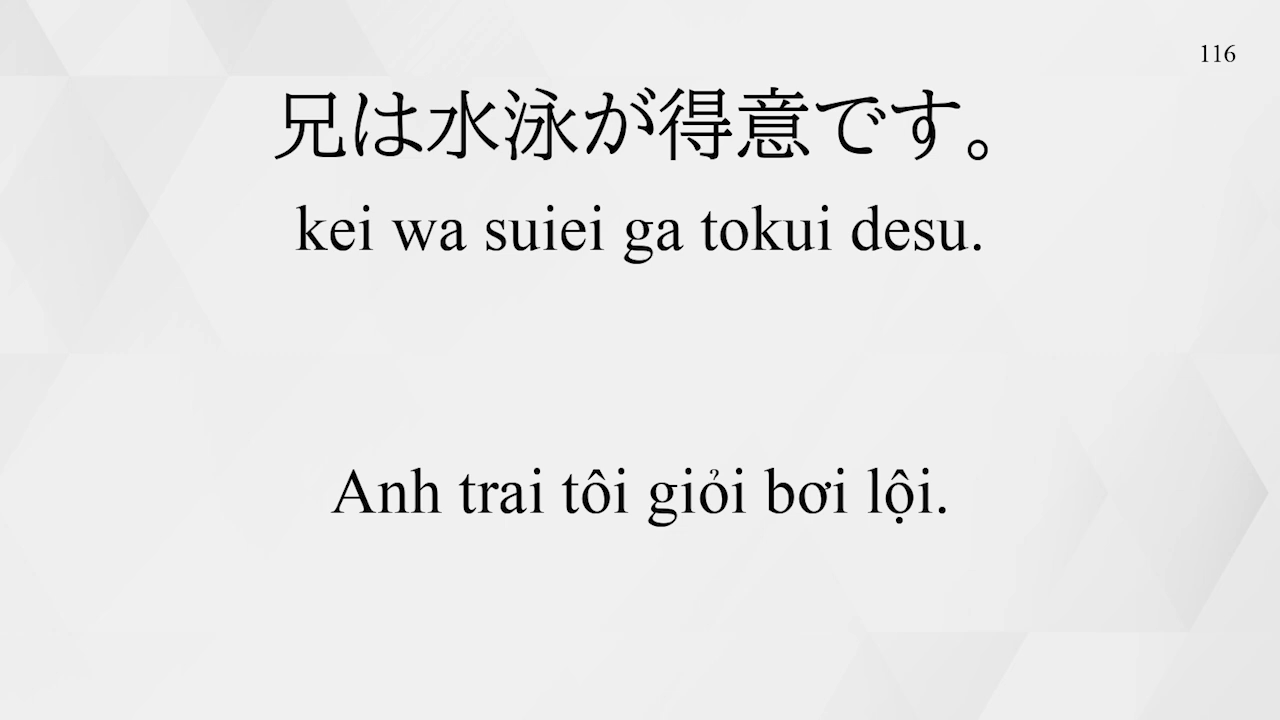 116
兄は水泳が得意です。
kei wa suiei ga tokui desu.
Anh trai tôi giỏi bơi lội.